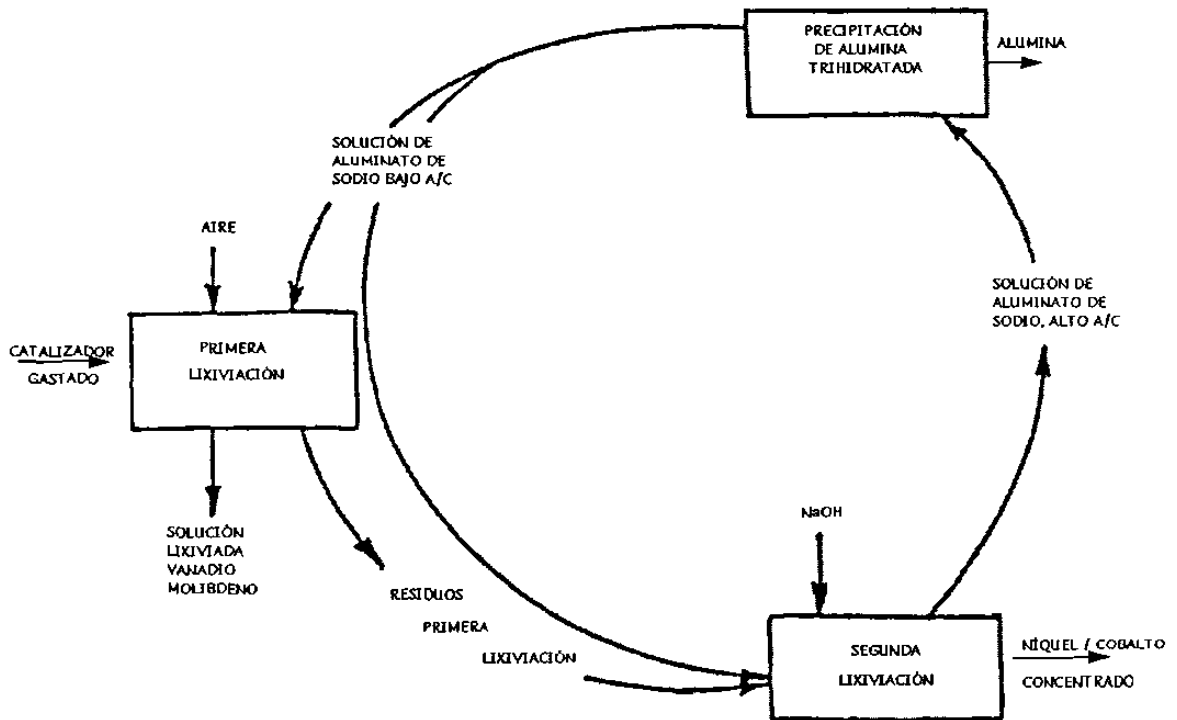 PRECIPITACIÓN
DE ALUMINA
TRIHIDRATADA
ALUMINA
SOLUCIÓN DE
ALUMINATO DE
SODIO BAJO A/C
AIRE
SOLUCIÓN DE
ALUMINATO DE
SODIO, ALTO A/C
CATALIZADOR
GASTADO
PRIMERA
LIXIVIACIÓN
SOLUCIÓN
LIXIVIADA
VANADIO
MOLIBDENO
RESIDUOS
PRIMERA
LIXIVIACIÓN
NaOH
SEGUNDA
LIXIVIACIÓN
NÍQUEL / COBALTO
CONCENTRADO